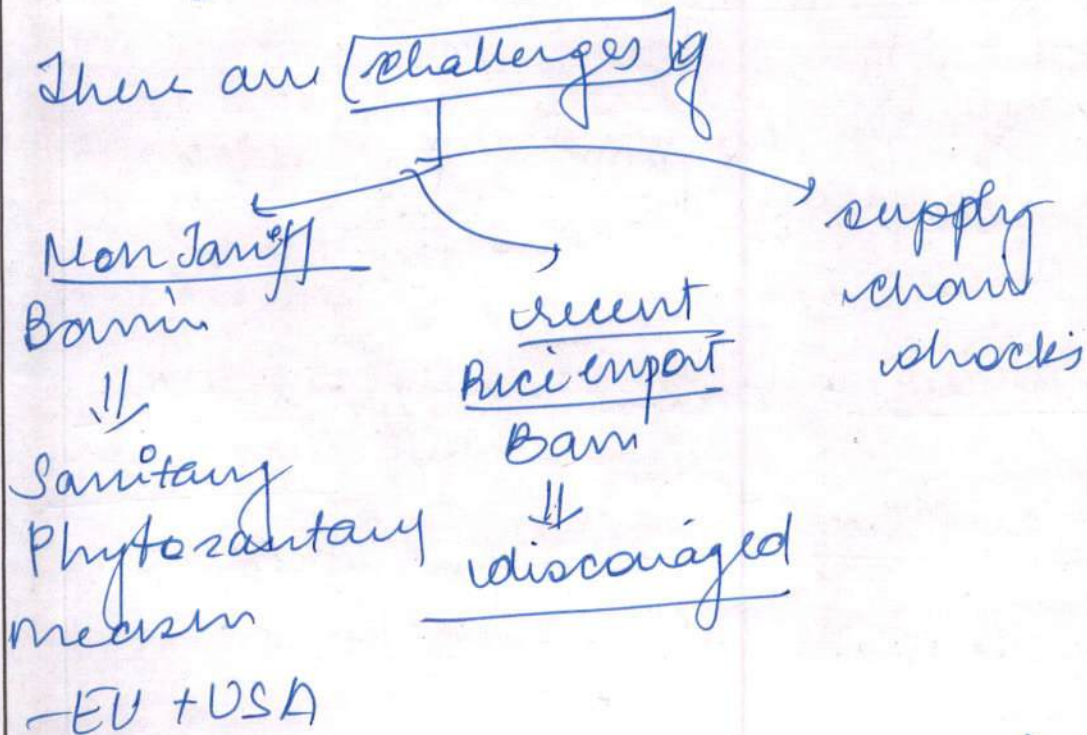 There are challenges of
Non Tariff
Barrier
Sanitary
Phytosanitary
measure
-EU + USA
recent
Rice export
Ban
discouraged
supply
chain
shocks